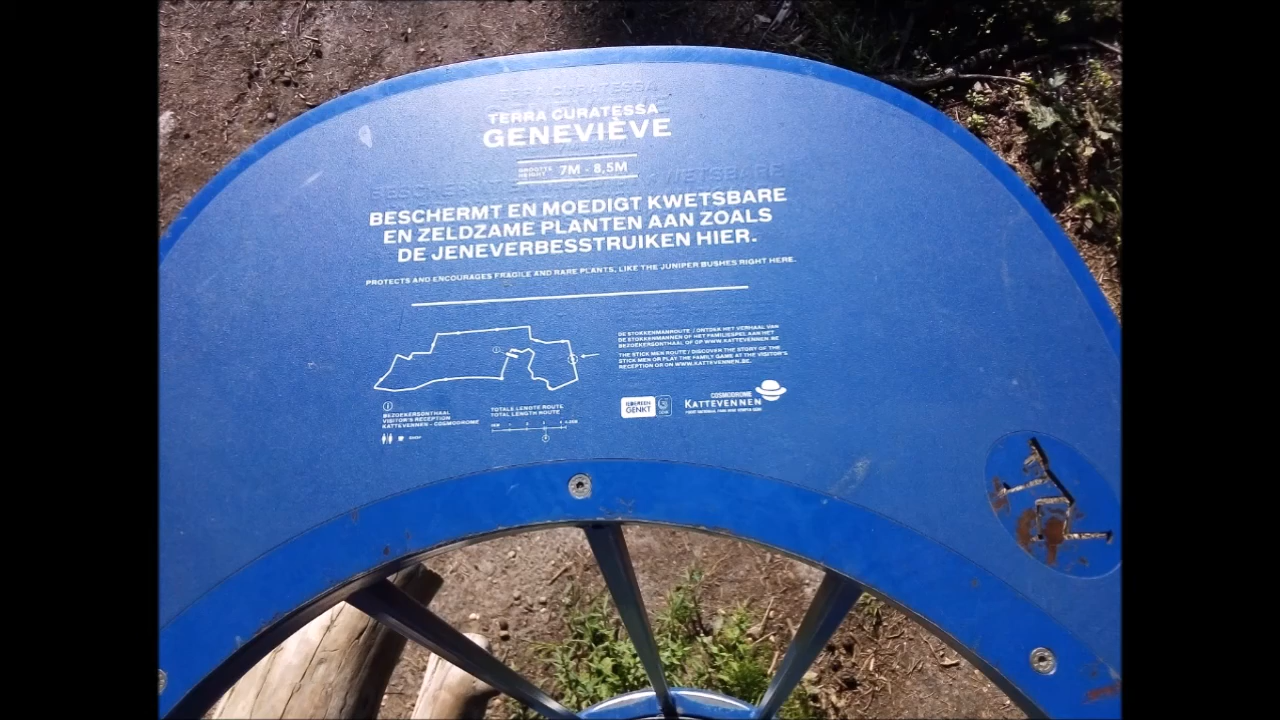 TERRA CURATESSA
GENEVIÈVE
GROOTTE
HEIGHT
7M - 8,5M
BESCHERMT EN MOEDIGT KWETSBARE
EN ZELDZAME PLANTEN AAN ZOALS
DE JENEVERBESSTRUIKEN HIER.
PROTECTS AND ENCOURAGES FRAGILE AND RARE PLANTS, LIKE THE JUNIPER BUSHES RIGHT HERE.
DE STOKKENMANROUTE / ONTDEK HET VERHAAL VAN
DE STOKKENMANNEN OF HET FAMILIESPEL AAN HET
BEZOEKERSONTHAAL OF OP WWW.KATTEVENNEN.BE.
THE STICK MEN ROUTE / DISCOVER THE STORY OF THE
STICK MEN OR PLAY THE FAMILY GAME AT THE VISITOR'S
RECEPTION OR ON WWW.KATTEVENNEN.BE.
BEZOEKERSONTHAAL
VISITOR'S RECEPTION
KATTEVENNEN - COSMODROME
TOTALE LENGTE ROUTE
TOTAL LENGTH ROUTE
IEDEREEN
GENKT
COSMODROME
KATTEVENNEN